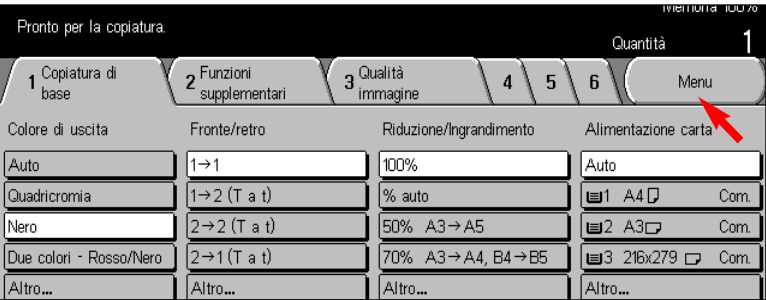 Memoria 100%
Pronto per la copiatura.
Quantità 1
1 Copiatura di base
2 Funzioni supplementari
3 Qualità immagine
4 5 6 Menu
Colore di uscita
Auto
Quadricromia
Nero
Due colori - Rosso/Nero
Altro...
Fronte/retro
1→1
1→2 (T a t)
2→2 (T a t)
2→1 (T a t)
Altro...
Riduzione/Ingrandimento
100%
% auto
50% A3→A5
70% A3→A4, B4→B5
Altro...
Alimentazione carta
Auto
1 A4 Com.
2 A3 Com.
3 216x279 Com.
Altro...